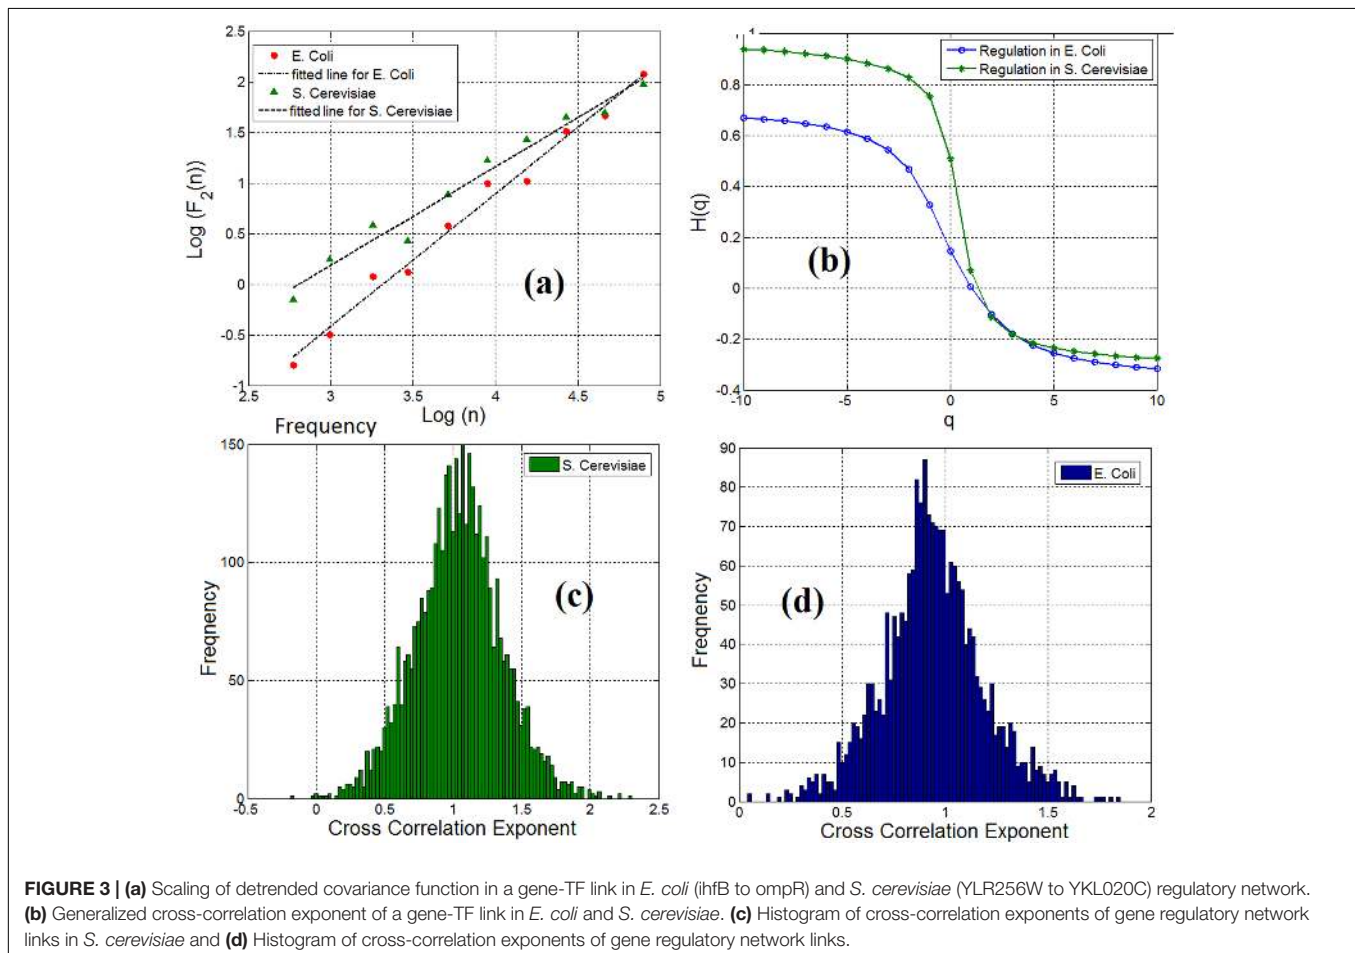 2.5
2
1.5
1
0.5
0
-0.5
-1
2.5
3
3.5
4
4.5
5
Log (F2(n))
Log (n)
E. Coli
fitted line for E. Coli
S. Cerevisiae
fitted line for S. Cerevisiae
(a)
1
0.8
0.6
0.4
0.2
0
-0.2
-0.4
-10
-5
0
5
10
H(q)
q
Regulation in E. Coli
Regulation in S. Cerevisiae
(b)
Frequency
150
100
50
0
-0.5
0
0.5
1
1.5
2
2.5
Freqnency
Cross Correlation Exponent
S. Cerevisiae
(c)
90
80
70
60
50
40
30
20
10
0
0
0.5
1
1.5
2
Freqnency
Cross Correlation Exponent
E. Coli
(d)
FIGURE 3 | (a) Scaling of detrended covariance function in a gene-TF link in E. coli (ihfB to ompR) and S. cerevisiae (YLR256W to YKL020C) regulatory network.
(b) Generalized cross-correlation exponent of a gene-TF link in E. coli and S. cerevisiae. (c) Histogram of cross-correlation exponents of gene regulatory network
links in S. cerevisiae and (d) Histogram of cross-correlation exponents of gene regulatory network links.